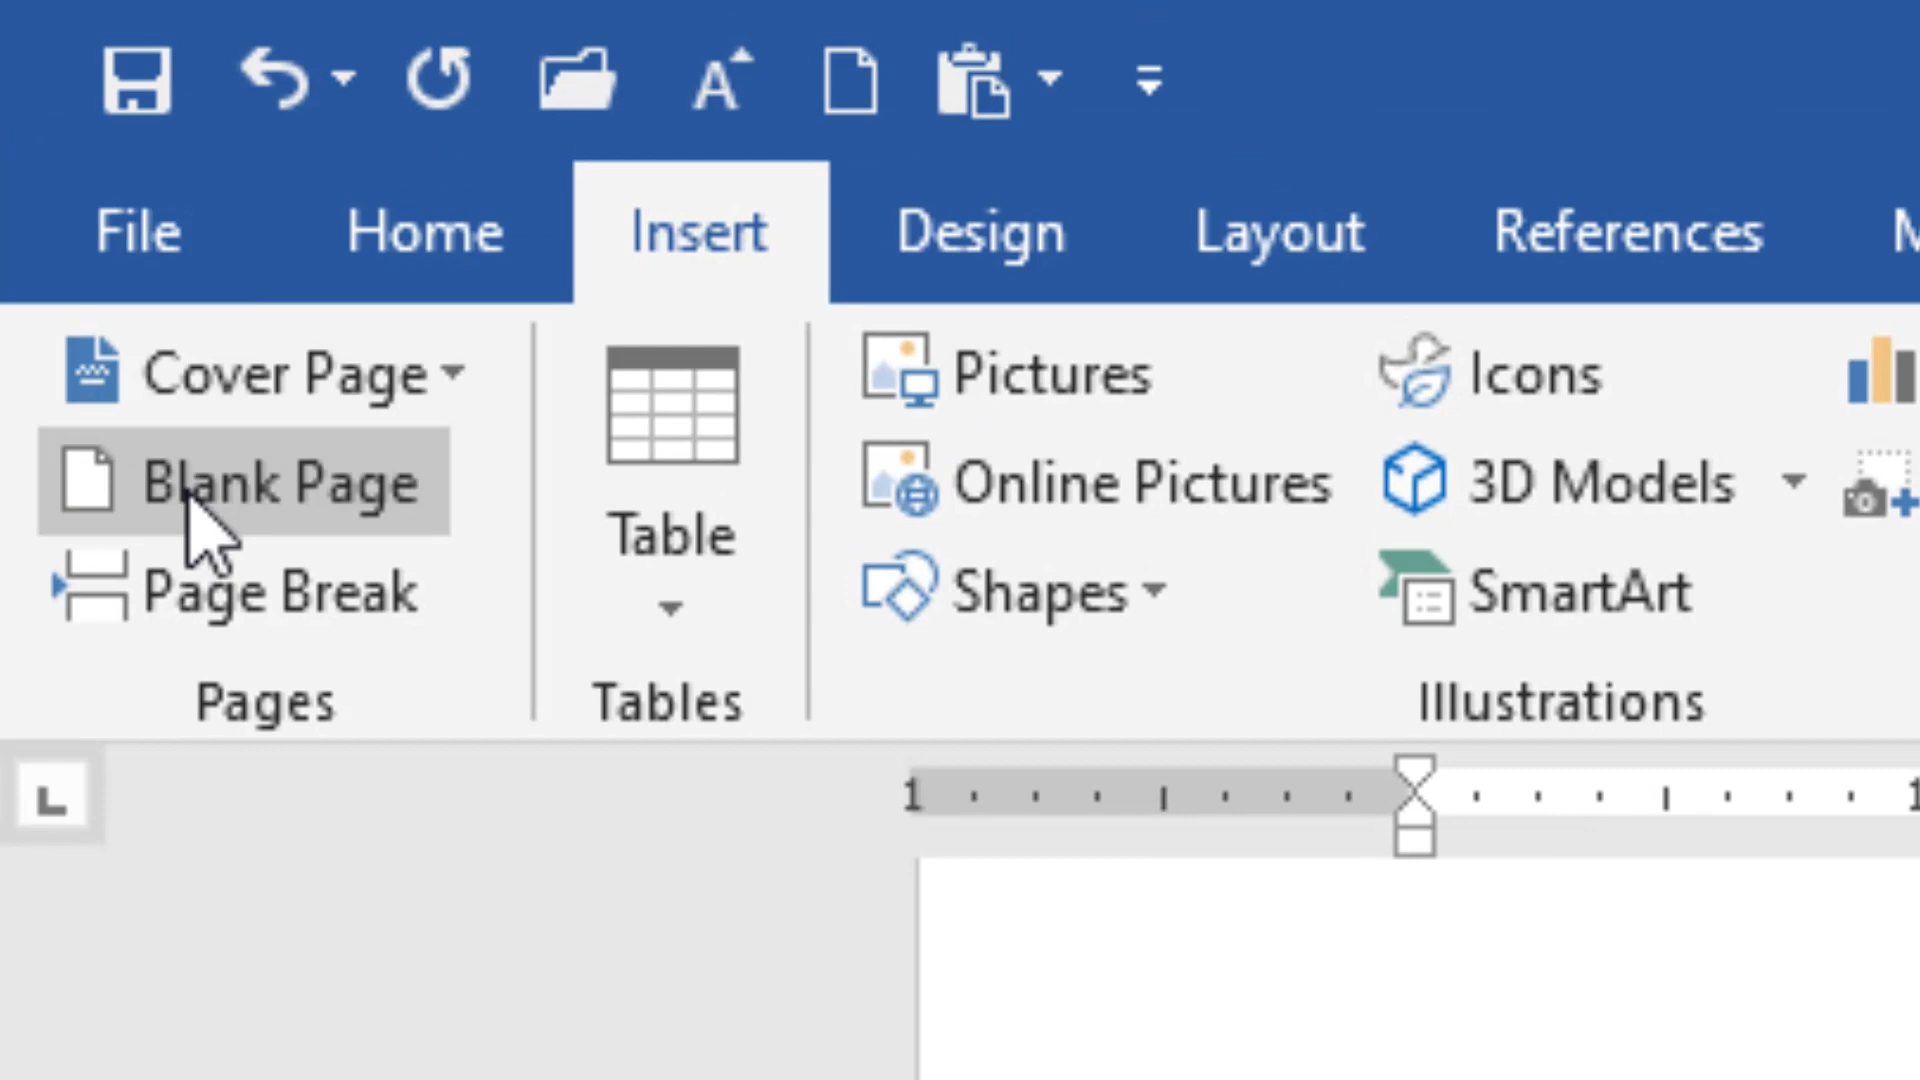 File Home Insert Design Layout References M
Cover Page
Blank Page
Page Break
Pages
Table
Tables
Pictures
Online Pictures
Shapes
Icons
3D Models
SmartArt
Illustrations
1 1